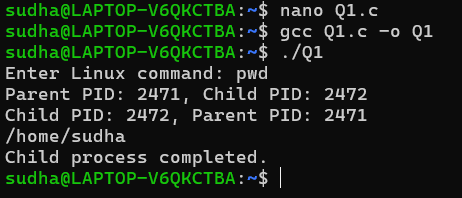 sudha@LAPTOP-V6QKCTBA:~$ nano Q1.c
sudha@LAPTOP-V6QKCTBA:~$ gcc Q1.c -o Q1
sudha@LAPTOP-V6QKCTBA:~$ ./Q1
Enter Linux command: pwd
Parent PID: 2471, Child PID: 2472
Child PID: 2472, Parent PID: 2471
/home/sudha
Child process completed.
sudha@LAPTOP-V6QKCTBA:~$